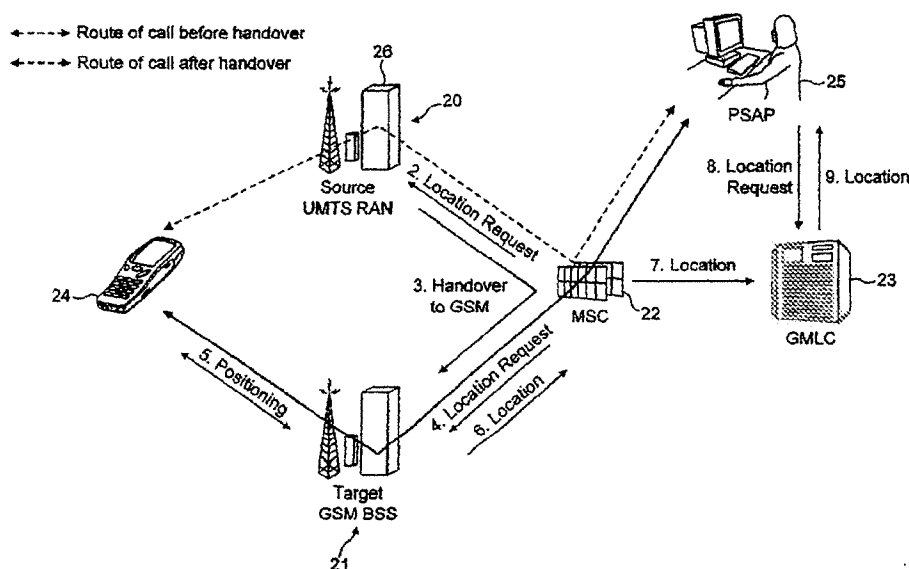 Route of call before handover
Route of call after handover
26
20
25
PSAP
Source
UMTS RAN
2. Location Request
8. Location
Request
9. Location
24
3. Handover
to GSM
MSC
22
7. Location
23
GMLC
5. Positioning
4. Location Request
6. Location
Target
GSM BSS
21